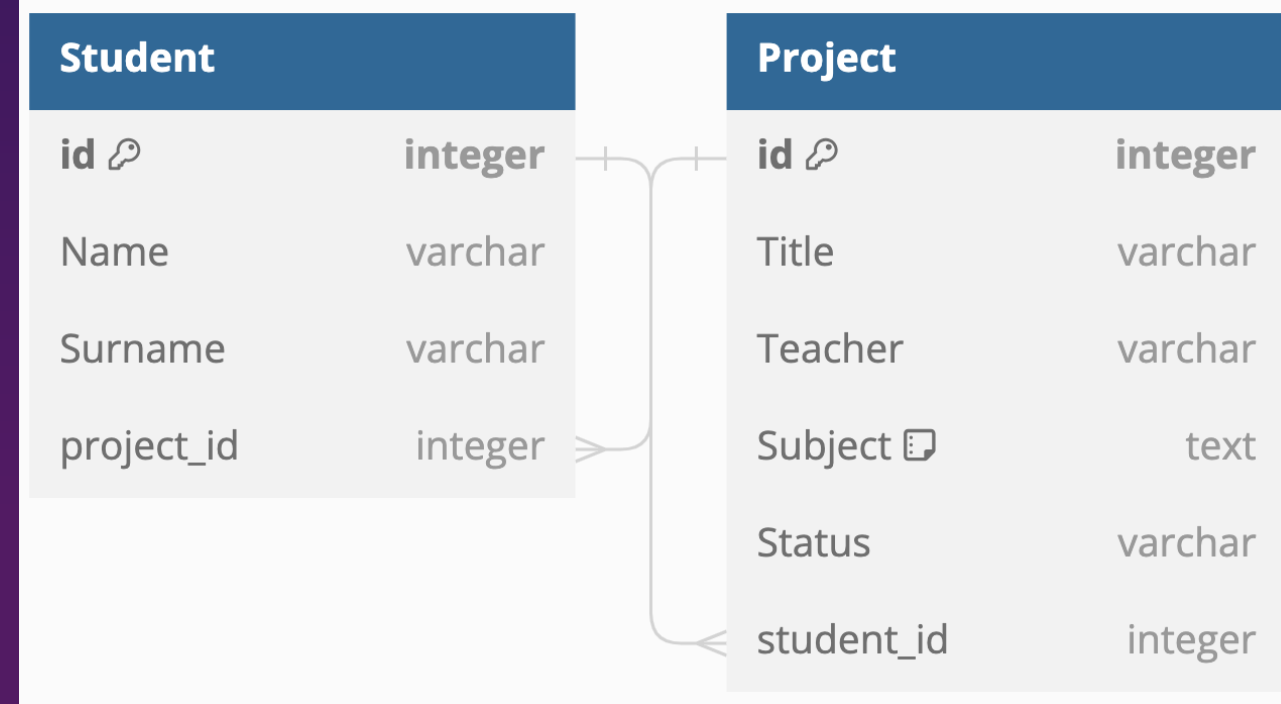 Student
id integer
Name varchar
Surname varchar
project_id integer
Project
id integer
Title varchar
Teacher varchar
Subject text
Status varchar
student_id integer